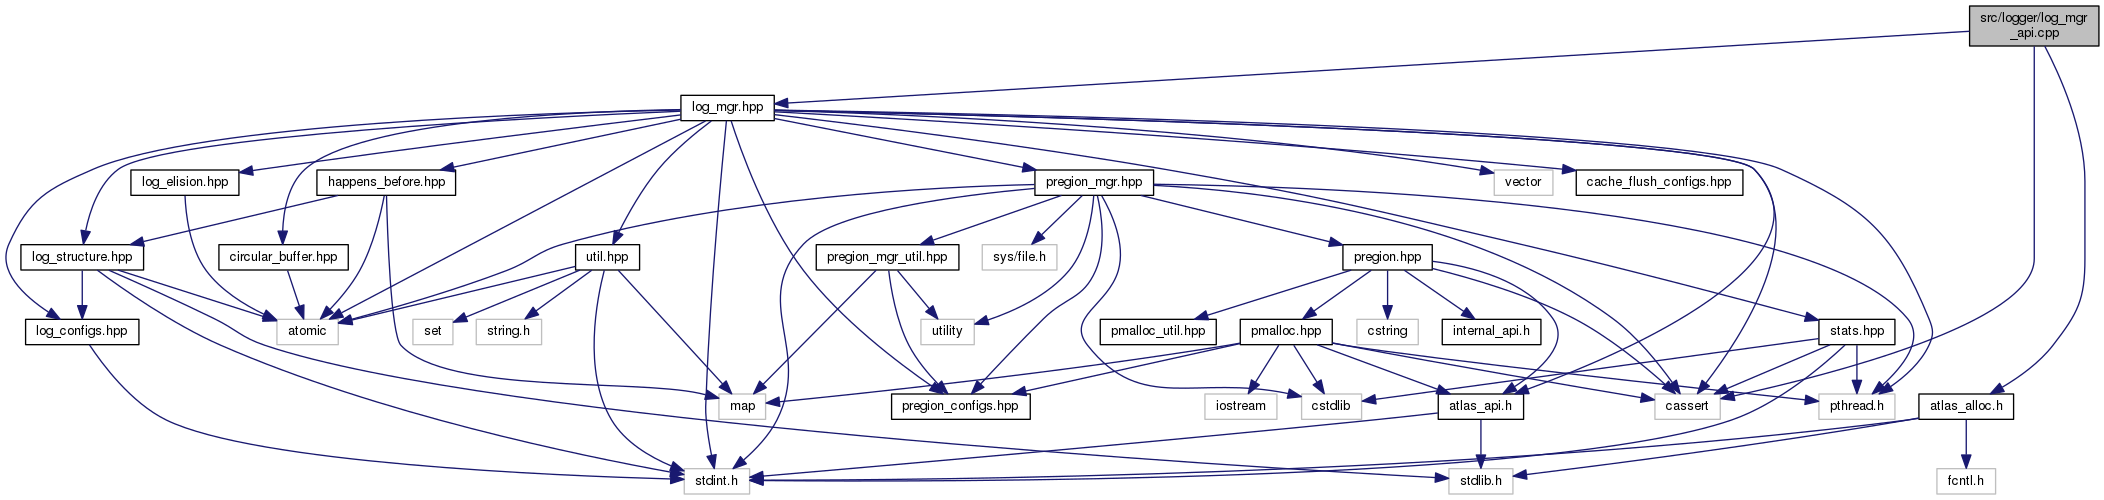 src/logger/log_mgr
_api.cpp
log_mgr.hpp
log_elision.hpp
happens_before.hpp
pregion_mgr.hpp
vector
cache_flush_configs.hpp
log_structure.hpp
circular_buffer.hpp
util.hpp
pregion_mgr_util.hpp
sys/file.h
pregion.hpp
log_configs.hpp
atomic
set
string.h
utility
pmalloc_util.hpp
pmalloc.hpp
cstring
internal_api.h
stats.hpp
map
pregion_configs.hpp
iostream
cstdlib
atlas_api.h
cassert
pthread.h
atlas_alloc.h
stdint.h
stdlib.h
fcntl.h